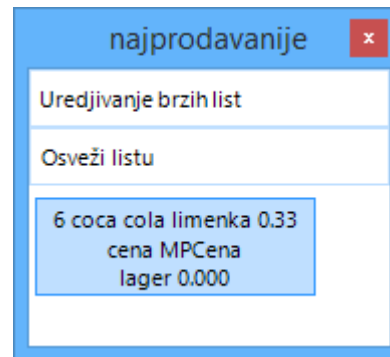 najprodavanije
x
Uredjivanje brzih list
Osveži listu
6 coca cola limenka 0.33
cena MPCena
lager 0.000